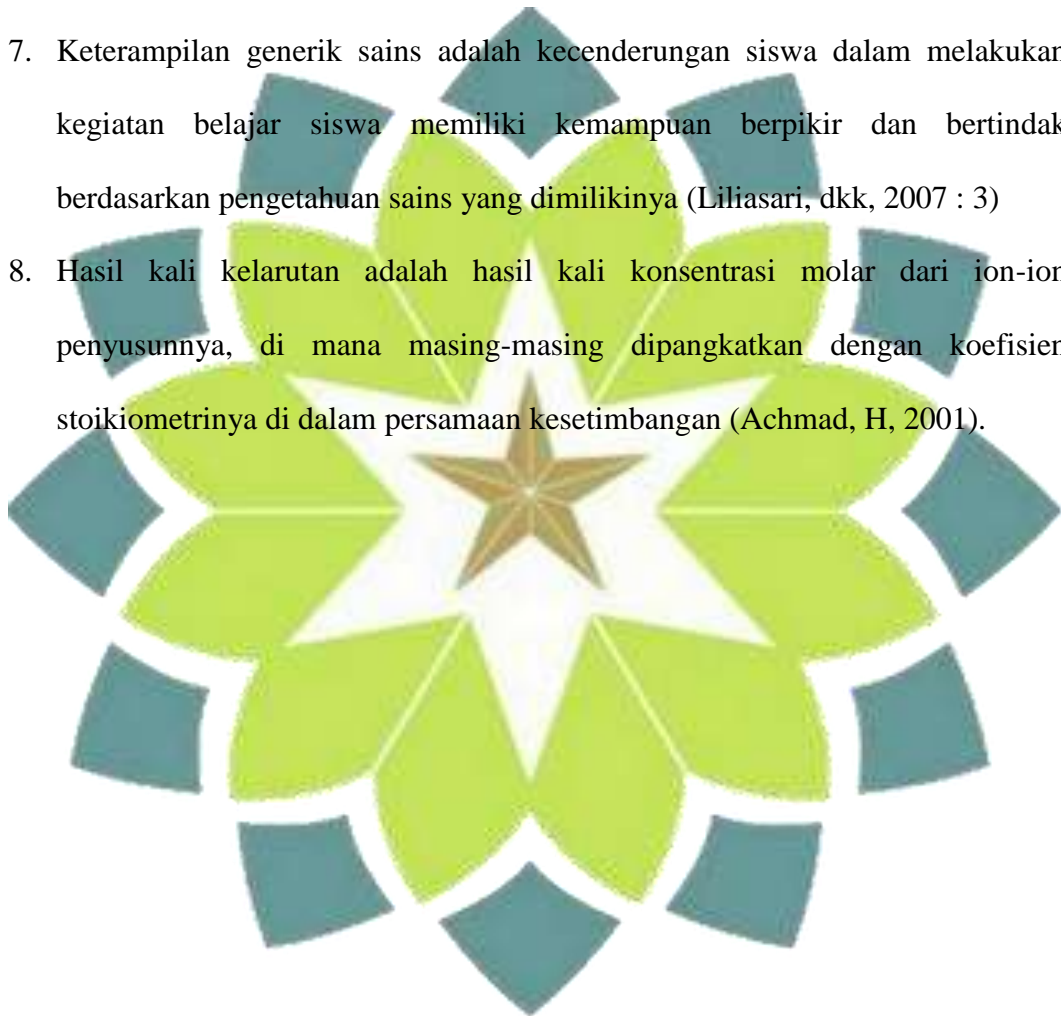 7. Keterampilan generik sains adalah kecenderungan siswa dalam melakukan
kegiatan belajar siswa memiliki kemampuan berpikir dan bertindak
berdasarkan pengetahuan sains yang dimilikinya (Liliasari, dkk, 2007 : 3)
8. Hasil kali kelarutan adalah hasil kali konsentrasi molar dari ion-ion
penyusunnya, di mana masing-masing dipangkatkan dengan koefisien
stoikiometrinya di dalam persamaan kesetimbangan (Achmad, H, 2001).